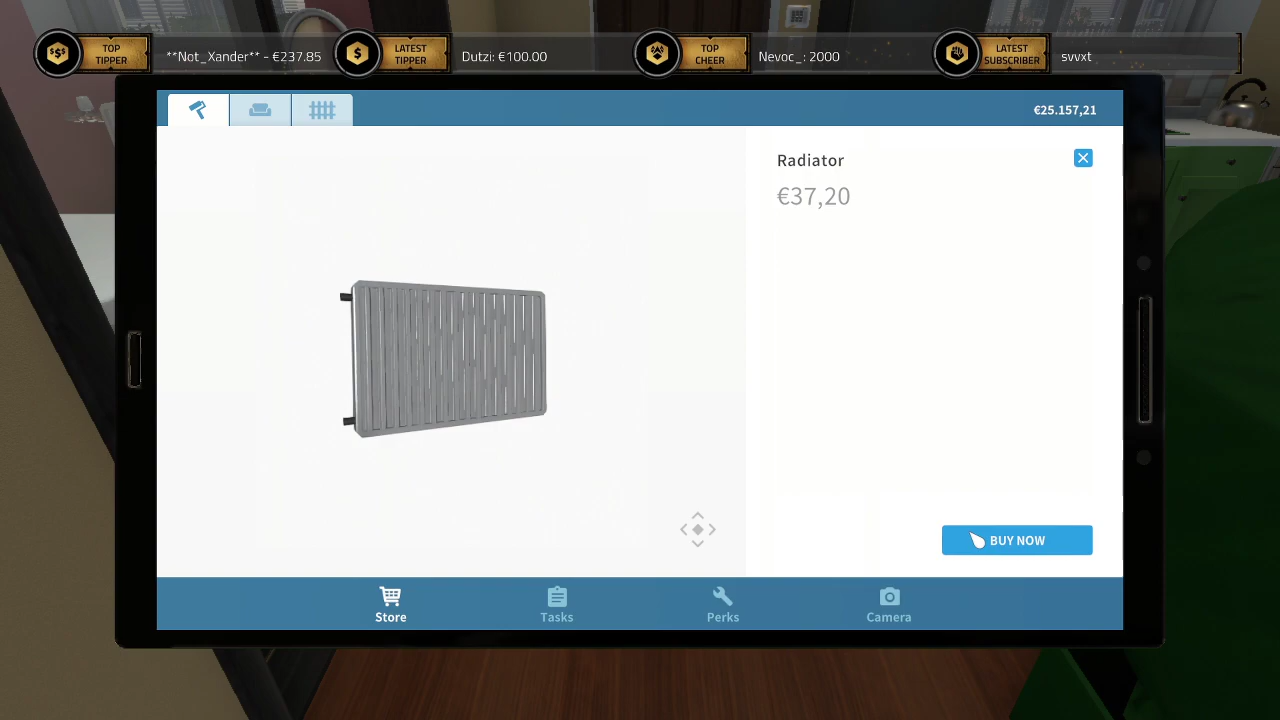 TOP
TIPPER
**Not_Xander** - €237.85
LATEST
TIPPER
Dutzi: €100.00
TOP
CHEER
Nevoc_: 2000
LATEST
SUBSCRIBER
svvxt
€25.157,21
Radiator
€37,20
BUY NOW
Store
Tasks
Perks
Camera